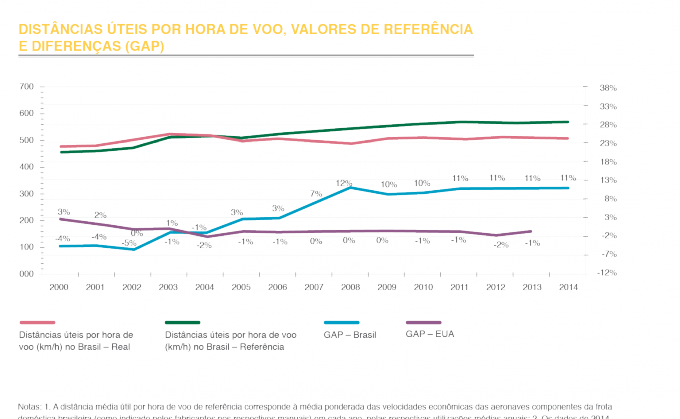 DISTÂNCIAS ÚTEIS POR HORA DE VOO, VALORES DE REFERÊNCIA
E DIFERENÇAS (GAP)
700 38%
600 33%
500 28%
400 23%
300 18%
200 13%
100 8%
000 3%
-2%
-7%
-12%
3% 2% 0% 1% -1% 3% 3% 7% 12% 10% 10% 11% 11% 11% 11%
-4% -4% -5% -1% -2% -1% -1% 0% 0% 0% -1% -1% -2% -1%
2000 2001 2002 2003 2004 2005 2006 2007 2008 2009 2010 2011 2012 2013 2014
Distâncias úteis por hora de
voo (km/h) no Brasil – Real
Distâncias úteis por hora de voo
(km/h) no Brasil – Referência
GAP – Brasil
GAP – EUA
Notas: 1. A distância média útil por hora de voo de referência corresponde à média ponderada das velocidades econômicas das aeronaves componentes da frota